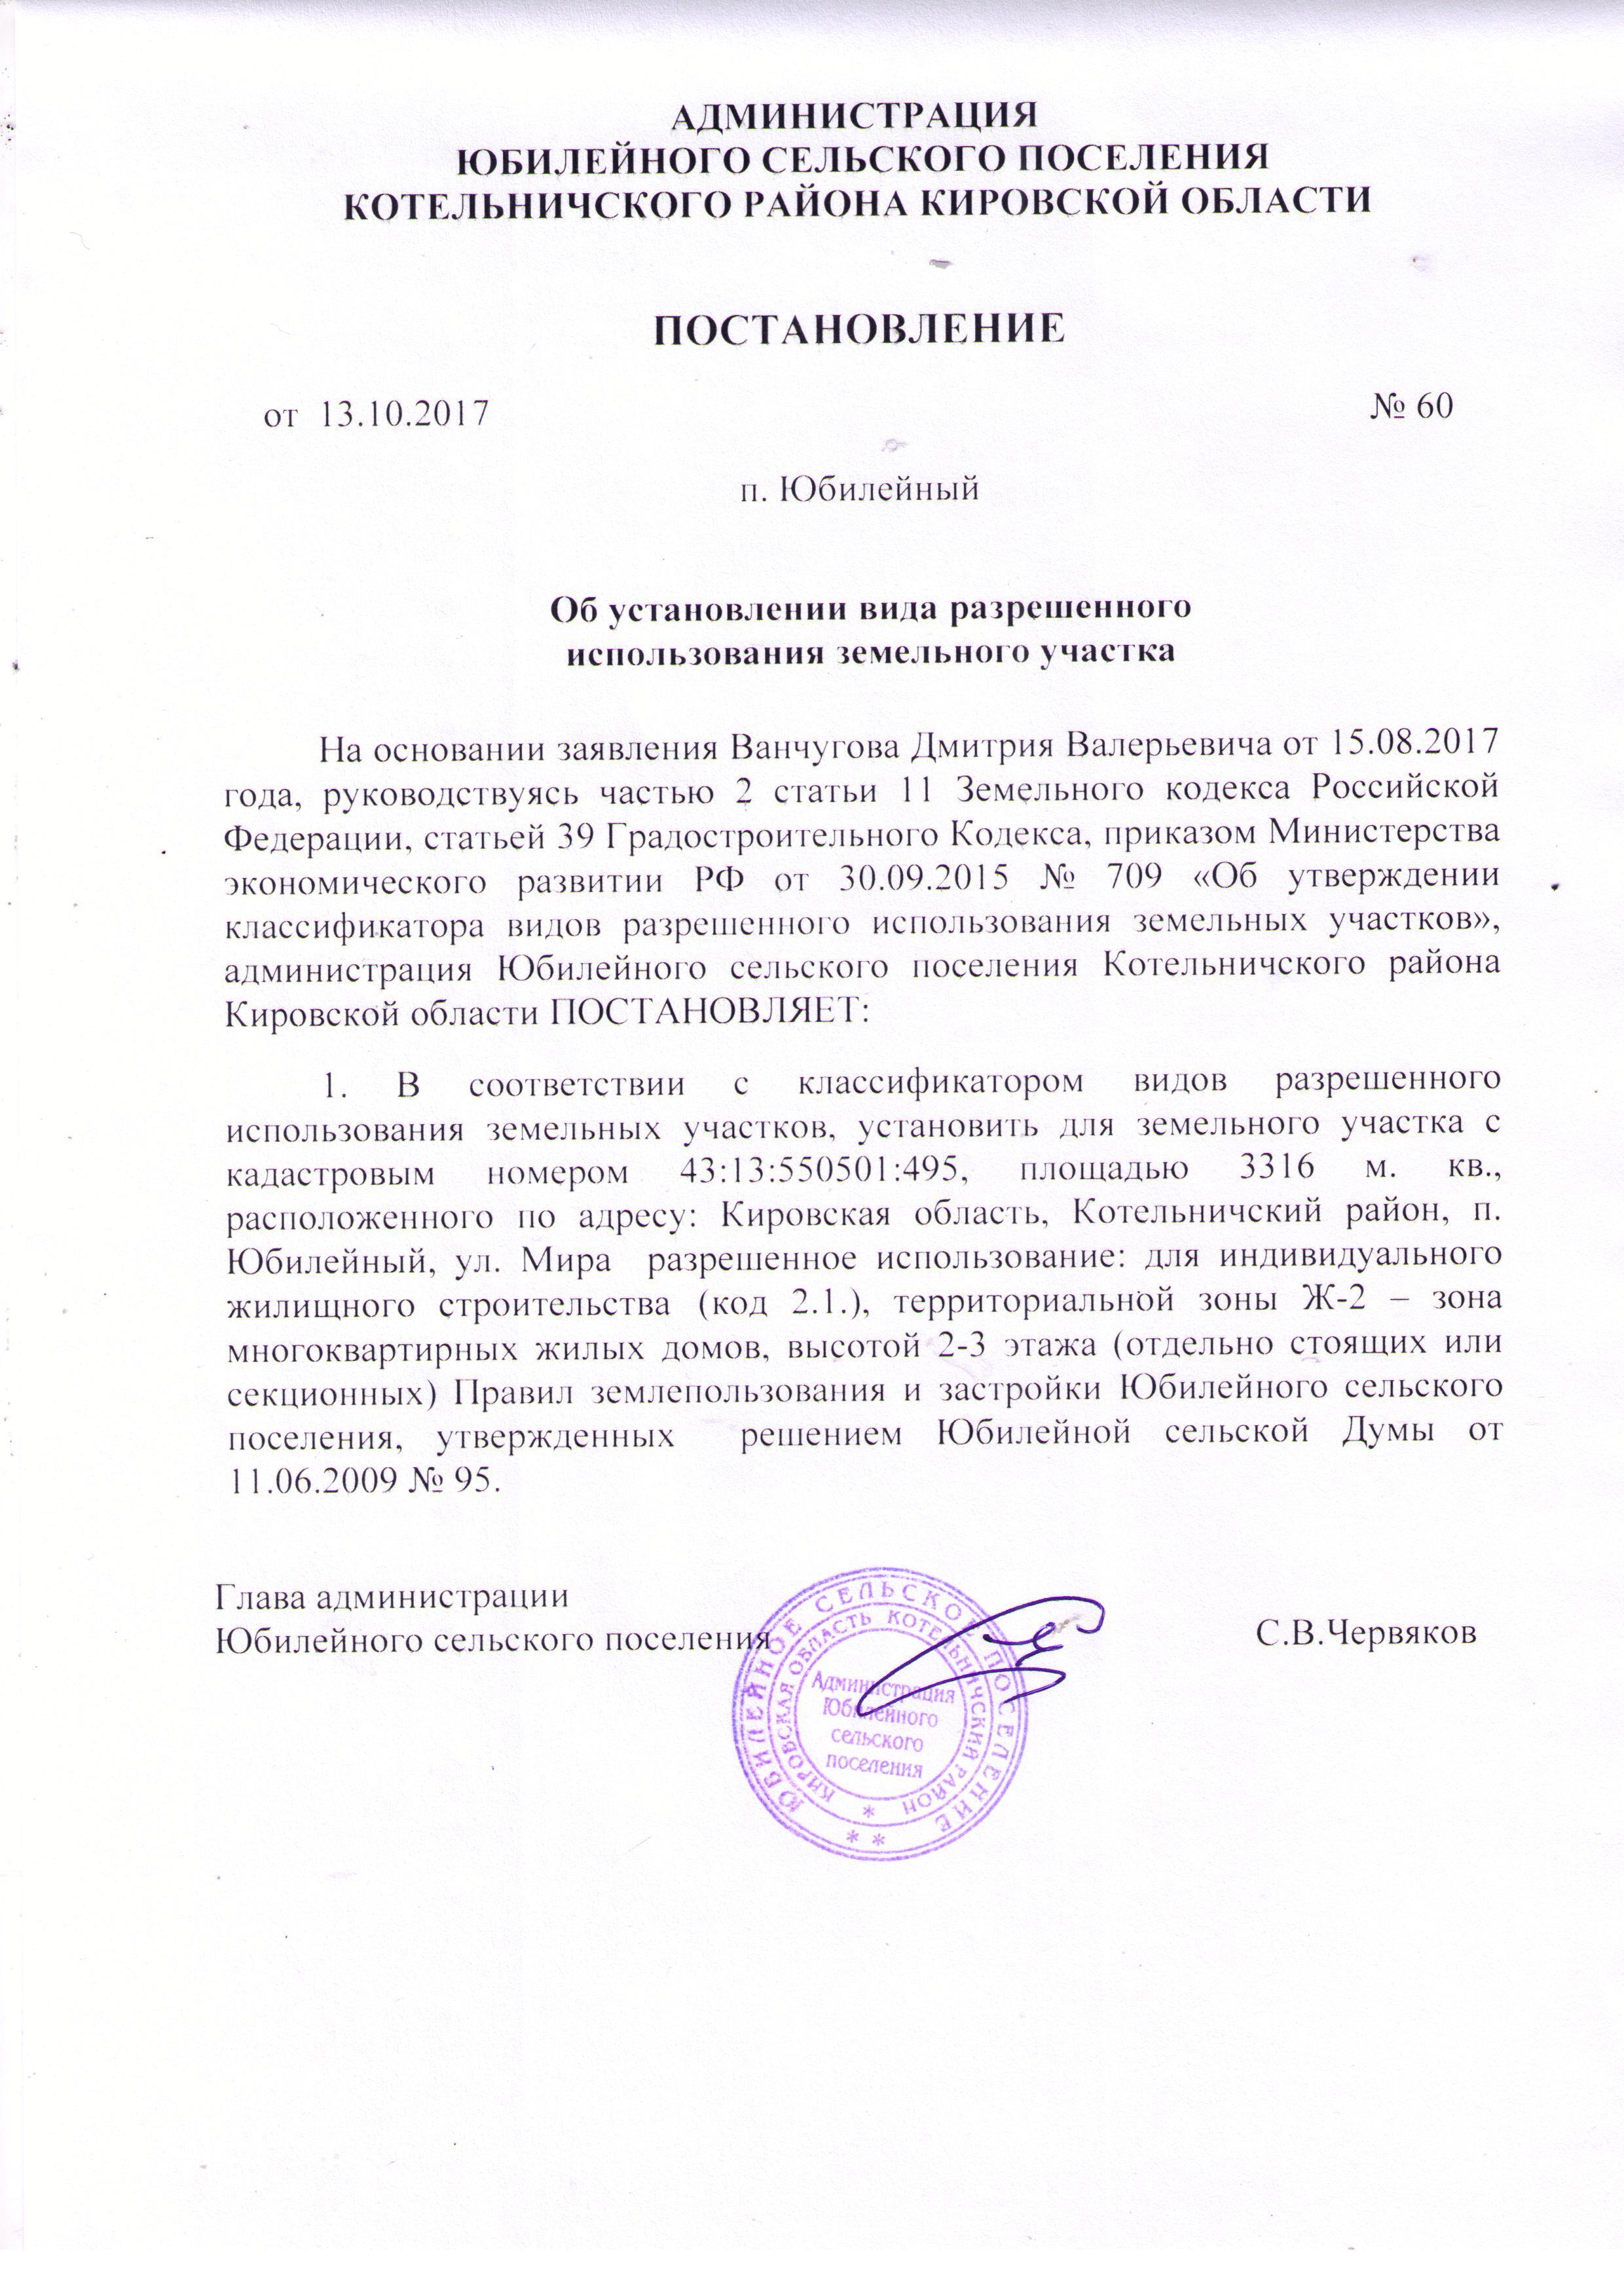 АДМИНИСТРАЦИЯ
ЮБИЛЕЙНОГО СЕЛЬСКОГО ПОСЕЛЕНИЯ
КОТЕЛЬНИЧСКОГО РАЙОНА КИРОВСКОЙ ОБЛАСТИ
ПОСТАНОВЛЕНИЕ
от 13.10.2017 № 60
п. Юбилейный
Об установлении вида разрешенного
использования земельного участка
На основании заявления Ванчугова Дмитрия Валерьевича от 15.08.2017
года, руководствуясь частью 2 статьи 11 Земельного кодекса Российской
Федерации, статьей 39 Градостроительного Кодекса, приказом Министерства
экономического развитии РФ от 30.09.2015 № 709 «Об утверждении
классификатора видов разрешенного использования земельных участков»,
администрация Юбилейного сельского поселения Котельничского района
Кировской области ПОСТАНОВЛЯЕТ:
1. В соответствии с классификатором видов разрешенного
использования земельных участков, установить для земельного участка с
кадастровым номером 43:13:550501:495, площадью 3316 м. кв.,
расположенного по адресу: Кировская область, Котельничский район, п.
Юбилейный, ул. Мира разрешенное использование: для индивидуального
жилищного строительства (код 2.1.), территориальной зоны Ж-2 – зона
многоквартирных жилых домов, высотой 2-3 этажа (отдельно стоящих или
секционных) Правил землепользования и застройки Юбилейного сельского
поселения, утвержденных решением Юбилейной сельской Думы от
11.06.2009 № 95.
Глава администрации
Юбилейного сельского поселения С.В.Червяков
ЮБИЛЕЙНОЕ СЕЛЬСКОЕ ПОСЕЛЕНИЕ * *
КИРОВСКАЯ ОБЛАСТЬ КОТЕЛЬНИЧСКИЙ РАЙОН *
Администрация
Юбилейного
сельского
поселения